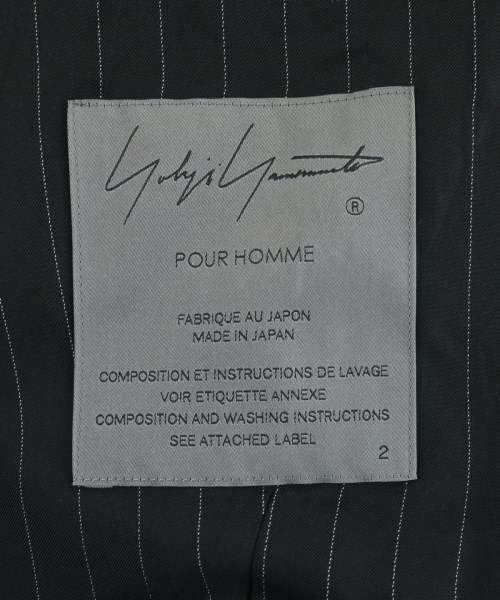 Yohji Yamamoto
®
POUR HOMME
FABRIQUE AU JAPON
MADE IN JAPAN
COMPOSITION ET INSTRUCTIONS DE LAVAGE
VOIR ETIQUETTE ANNEXE
COMPOSITION AND WASHING INSTRUCTIONS
SEE ATTACHED LABEL
2